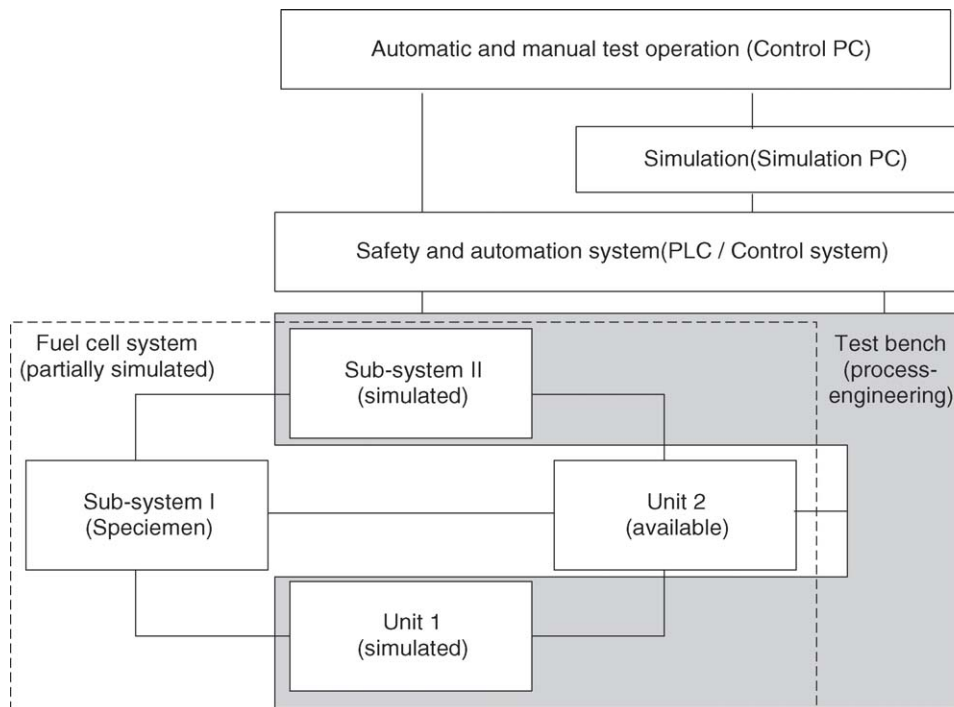 Automatic and manual test operation (Control PC)
Simulation(Simulation PC)
Safety and automation system(PLC / Control system)
Fuel cell system
(partially simulated)
Sub-system II
(simulated)
Test bench
(process-
engineering)
Sub-system I
(Speciemen)
Unit 2
(available)
Unit 1
(simulated)